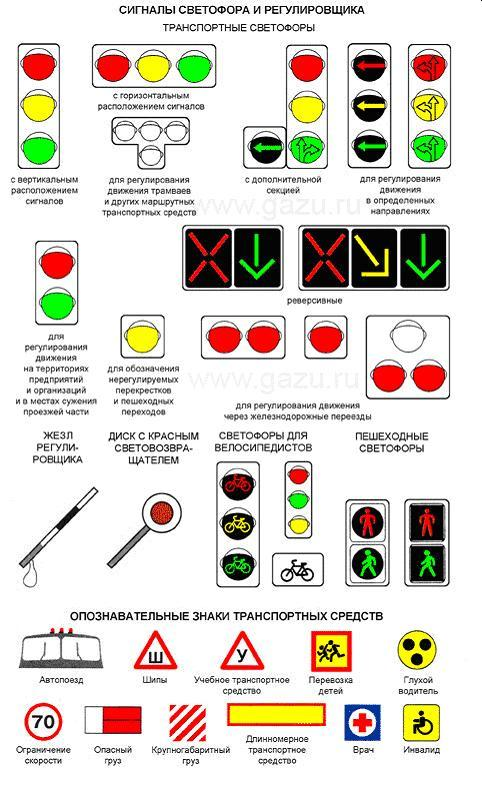 СИГНАЛЫ СВЕТОФОРА И РЕГУЛИРОВЩИКА
ТРАНСПОРТНЫЕ СВЕТОФОРЫ
с вертикальным
расположением
сигналов
с горизонтальным
расположением сигналов
для регулирования
движения трамваев
и других маршрутных
транспортных средств
с дополнительной
секцией
для регулирования
движения
в определенных
направлениях
www.gazu.ru
реверсивные
для
регулирования
движения
на территориях
предприятий
и организаций
и в местах сужения
проезжей части
для обозначения
нерегулируемых
перекрестков
и пешеходных
переходов
www.gazu.ru
для регулирования движения
через железнодорожные переезды
ЖЕЗЛ
РЕГУЛИ-
РОВЩИКА
ДИСК С КРАСНЫМ
СВЕТОВОЗВРА-
ЩАТЕЛЕМ
СВЕТОФОРЫ ДЛЯ
ВЕЛОСИПЕДИСТОВ
ПЕШЕХОДНЫЕ
СВЕТОФОРЫ
ОПОЗНАВАТЕЛЬНЫЕ ЗНАКИ ТРАНСПОРТНЫХ СРЕДСТВ
Автопоезд
Ш
Шипы
У
Учебное транспортное
средство
Перевозка
детей
Глухой
водитель
70
Ограничение
скорости
Опасный
груз
Крупногабаритный
груз
Длинномерное
транспортное
средство
Врач
Инвалид